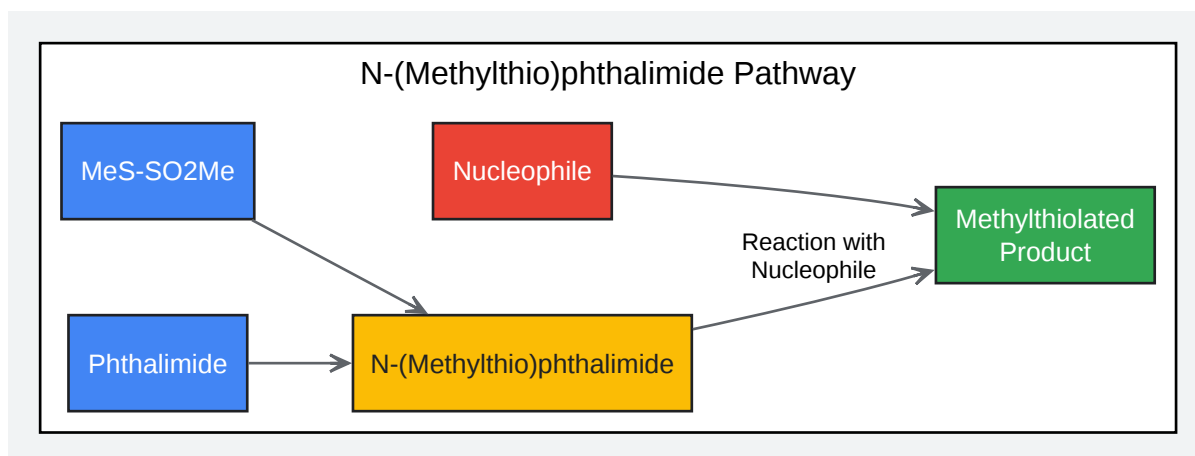 N-(Methylthio)phthalimide Pathway
MeS-SO2Me
Nucleophile
Methylthiolated
Product
Reaction with
Nucleophile
Phthalimide
N-(Methylthio)phthalimide